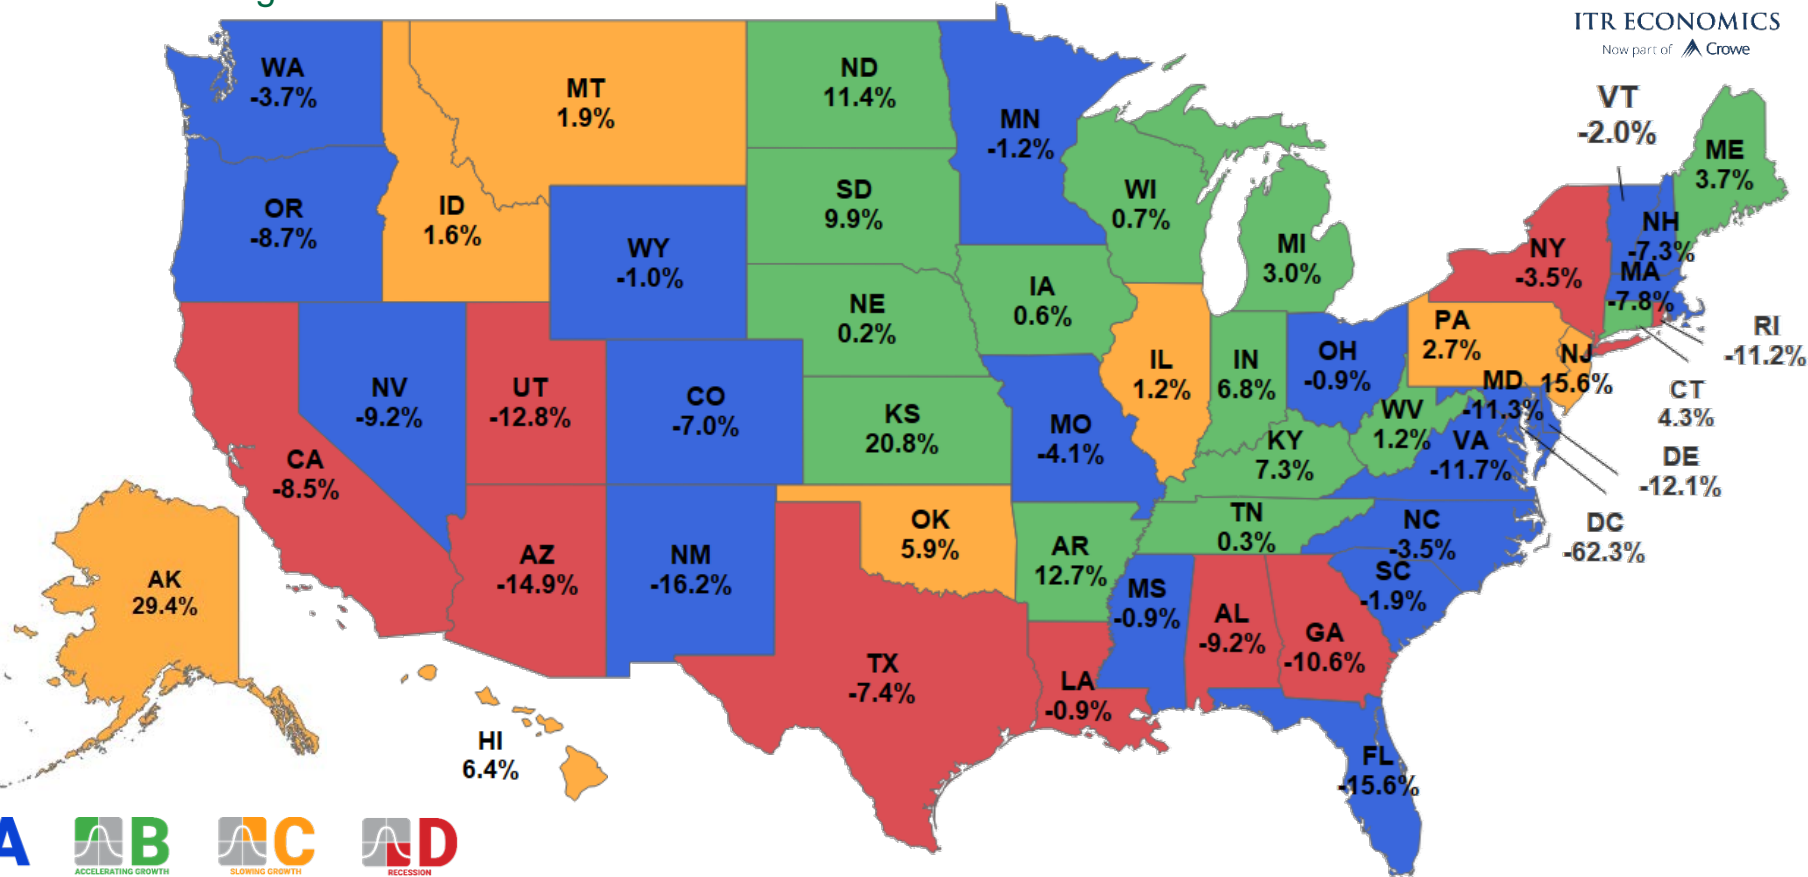 ITR ECONOMICS
Now part of Crowe
WA
-3.7%
MT
1.9%
ND
11.4%
MN
-1.2%
VT
-2.0%
ME
3.7%
OR
-8.7%
ID
1.6%
WY
-1.0%
SD
9.9%
WI
0.7%
MI
3.0%
NY
-3.5%
NH
-7.3%
MA
-7.8%
RI
-11.2%
CT
4.3%
NE
0.2%
IA
0.6%
IL
1.2%
IN
6.8%
OH
-0.9%
PA
2.7%
NJ
15.6%
MD
-11.3%
DE
-12.1%
DC
-62.3%
NV
-9.2%
UT
-12.8%
CO
-7.0%
KS
20.8%
MO
-4.1%
KY
7.3%
WV
1.2%
VA
-11.7%
CA
-8.5%
AZ
-14.9%
NM
-16.2%
OK
5.9%
AR
12.7%
TN
0.3%
NC
-3.5%
SC
-1.9%
MS
-0.9%
AL
-9.2%
GA
-10.6%
AK
29.4%
HI
6.4%
TX
-7.4%
LA
-0.9%
FL
-15.6%
A
B
ACCELERATING GROWTH
C
SLOWING GROWTH
D
RECESSION